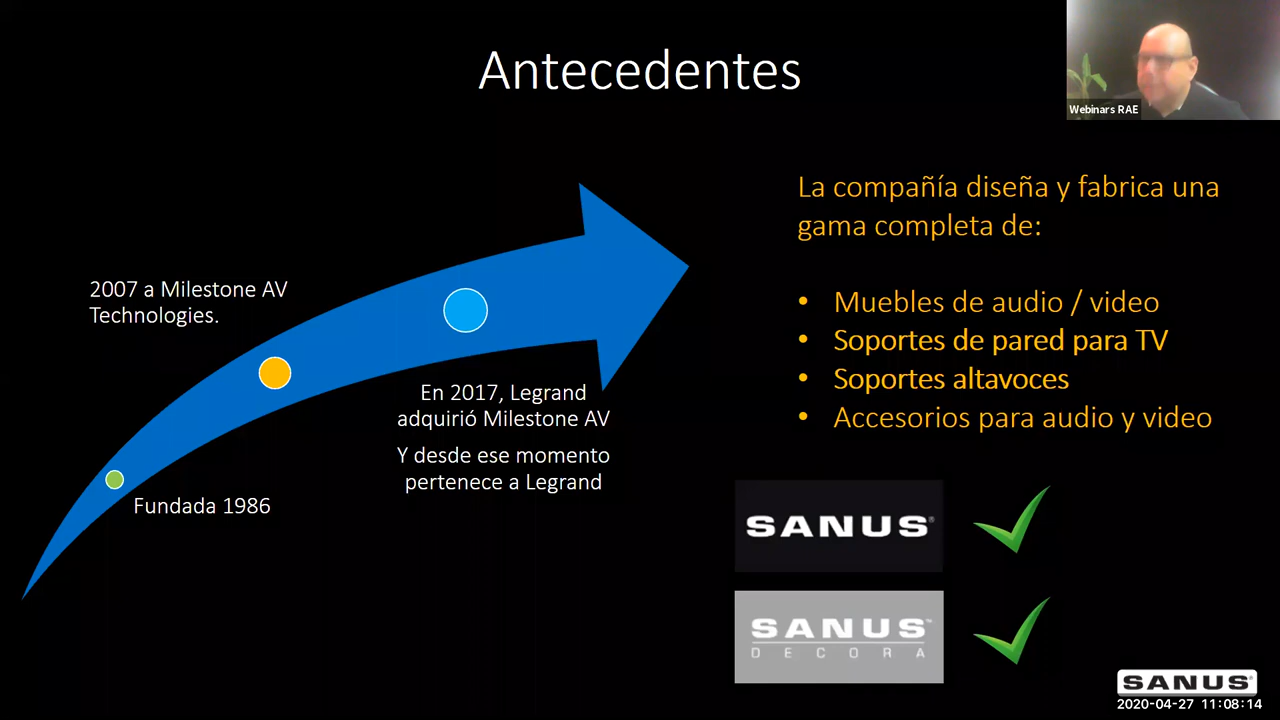 Antecedentes
Webinars RAE
2007 a Milestone AV
Technologies.
En 2017, Legrand
adquirió Milestone AV
Y desde ese momento
pertenece a Legrand
Fundada 1986
La compañía diseña y fabrica una
gama completa de:
• Muebles de audio / video
• Soportes de pared para TV
• Soportes altavoces
• Accesorios para audio y video
SANUS®
SANUS™
DECORA
SANUS
2020-04-27 11:08:14